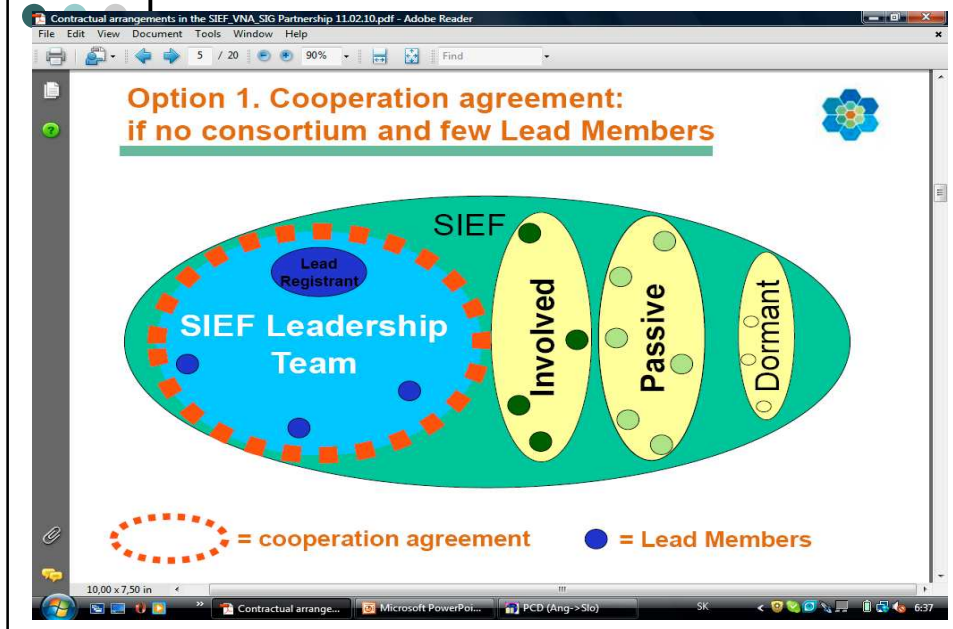 Contractual arrangements in the SIEF_VNA_SIG Partnership 11.02.10.pdf - Adobe Reader
File Edit View Document Tools Window Help
5 / 20 90% Find
Option 1. Cooperation agreement:
if no consortium and few Lead Members
SIEF
Lead
Registrant
SIEF Leadership
Team
Involved
Passive
Dormant
= cooperation agreement
= Lead Members
10,00 x 7,50 in
Contractual arrange... Microsoft PowerPoi... PCD (Ang->Slo) SK 6:37